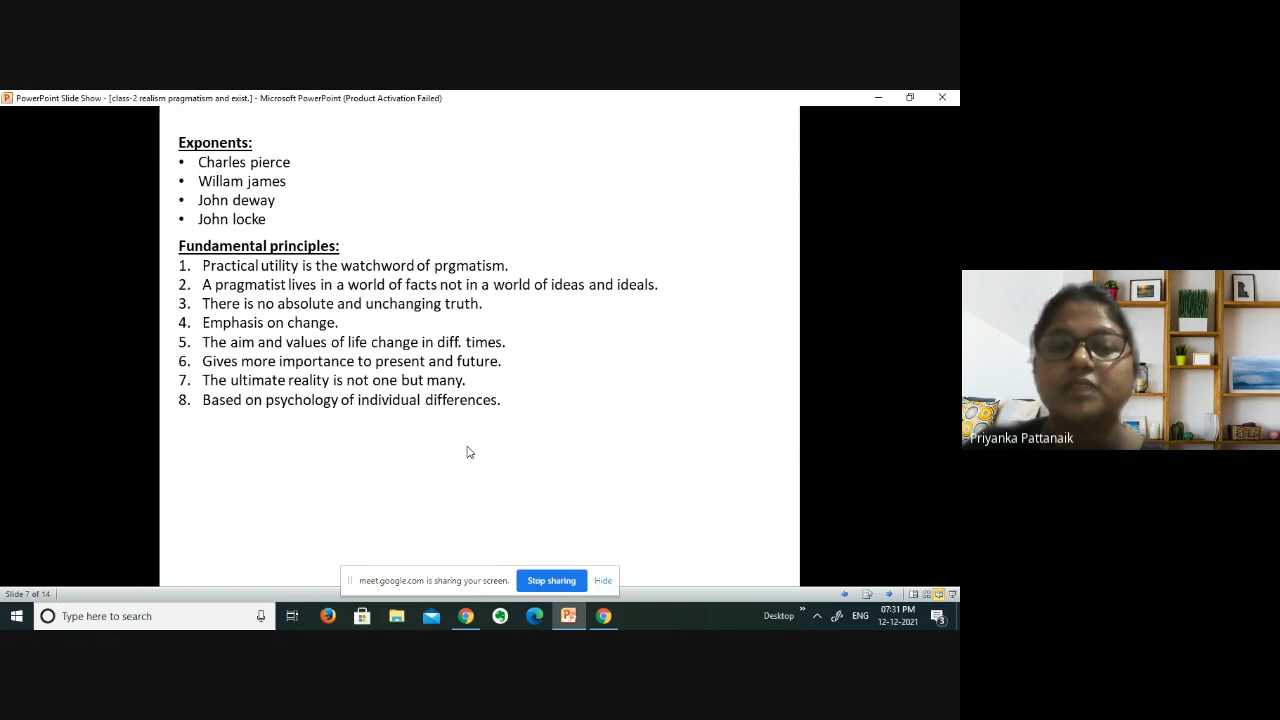 PowerPoint Slide Show - [class-2 realism pragmatism and exist.] - Microsoft PowerPoint (Product Activation Failed)
Exponents:
• Charles pierce
• Willam james
• John deway
• John locke
Fundamental principles:
1. Practical utility is the watchword of prgmatism.
2. A pragmatist lives in a world of facts not in a world of ideas and ideals.
3. There is no absolute and unchanging truth.
4. Emphasis on change.
5. The aim and values of life change in diff. times.
6. Gives more importance to present and future.
7. The ultimate reality is not one but many.
8. Based on psychology of individual differences.
Priyanka Pattanaik
meet.google.com is sharing your screen. Stop sharing Hide
Slide 7 of 14
Type here to search Desktop ENG 07:31 PM
12-12-2021 3